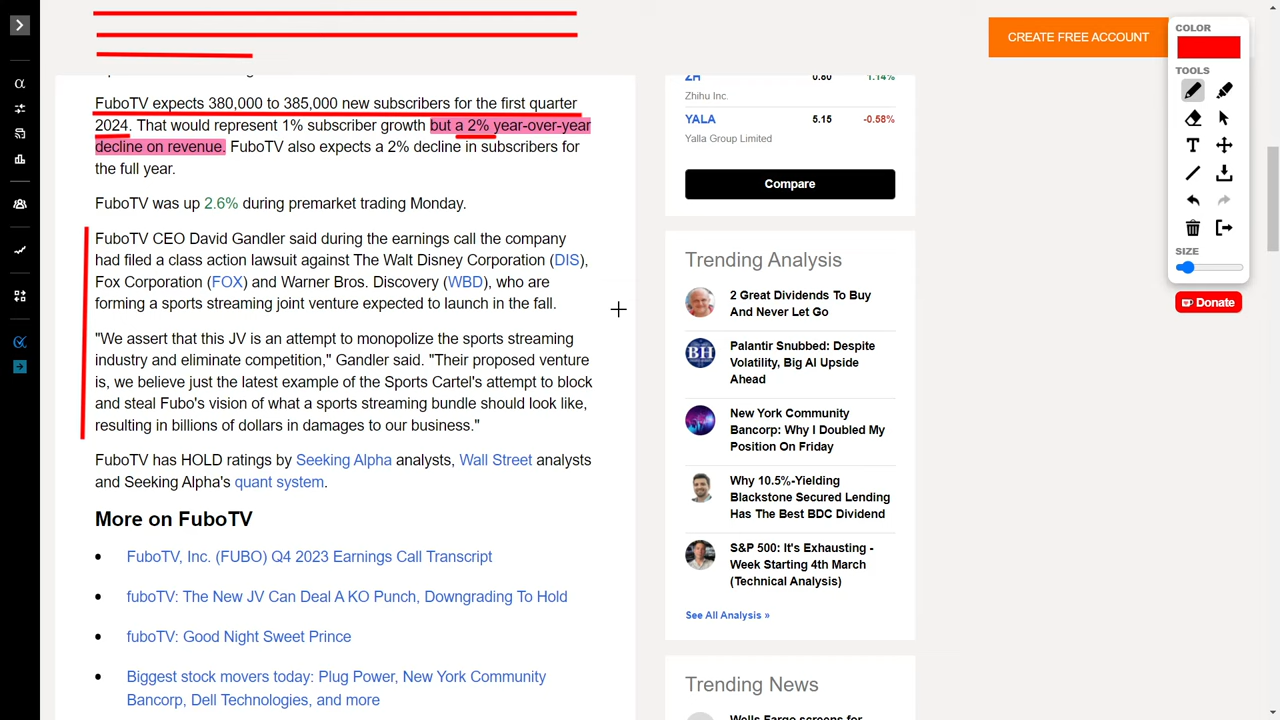 CREATE FREE ACCOUNT
FuboTV expects 380,000 to 385,000 new subscribers for the first quarter
2024. That would represent 1% subscriber growth but a 2% year-over-year
decline on revenue. FuboTV also expects a 2% decline in subscribers for
the full year.
FuboTV was up 2.6% during premarket trading Monday.
FuboTV CEO David Gandler said during the earnings call the company
had filed a class action lawsuit against The Walt Disney Corporation (DIS),
Fox Corporation (FOX) and Warner Bros. Discovery (WBD), who are
forming a sports streaming joint venture expected to launch in the fall.
"We assert that this JV is an attempt to monopolize the sports streaming
industry and eliminate competition," Gandler said. "Their proposed venture
is, we believe just the latest example of the Sports Cartel's attempt to block
and steal Fubo's vision of what a sports streaming bundle should look like,
resulting in billions of dollars in damages to our business."
FuboTV has HOLD ratings by Seeking Alpha analysts, Wall Street analysts
and Seeking Alpha's quant system.
More on FuboTV
• FuboTV, Inc. (FUBO) Q4 2023 Earnings Call Transcript
• fuboTV: The New JV Can Deal A KO Punch, Downgrading To Hold
• fuboTV: Good Night Sweet Prince
• Biggest stock movers today: Plug Power, New York Community
Bancorp, Dell Technologies, and more
ZH 0.80 1.14%
Zhihu Inc.
YALA 5.15 -0.58%
Yalla Group Limited
Compare
Trending Analysis
2 Great Dividends To Buy
And Never Let Go
BH
Palantir Snubbed: Despite
Volatility, Big AI Upside
Ahead
New York Community
Bancorp: Why I Doubled My
Position On Friday
Why 10.5%-Yielding
Blackstone Secured Lending
Has The Best BDC Dividend
S&P 500: It's Exhausting -
Week Starting 4th March
(Technical Analysis)
See All Analysis »
Trending News
Wells Fargo screens for
COLOR
TOOLS
T
SIZE
Donate